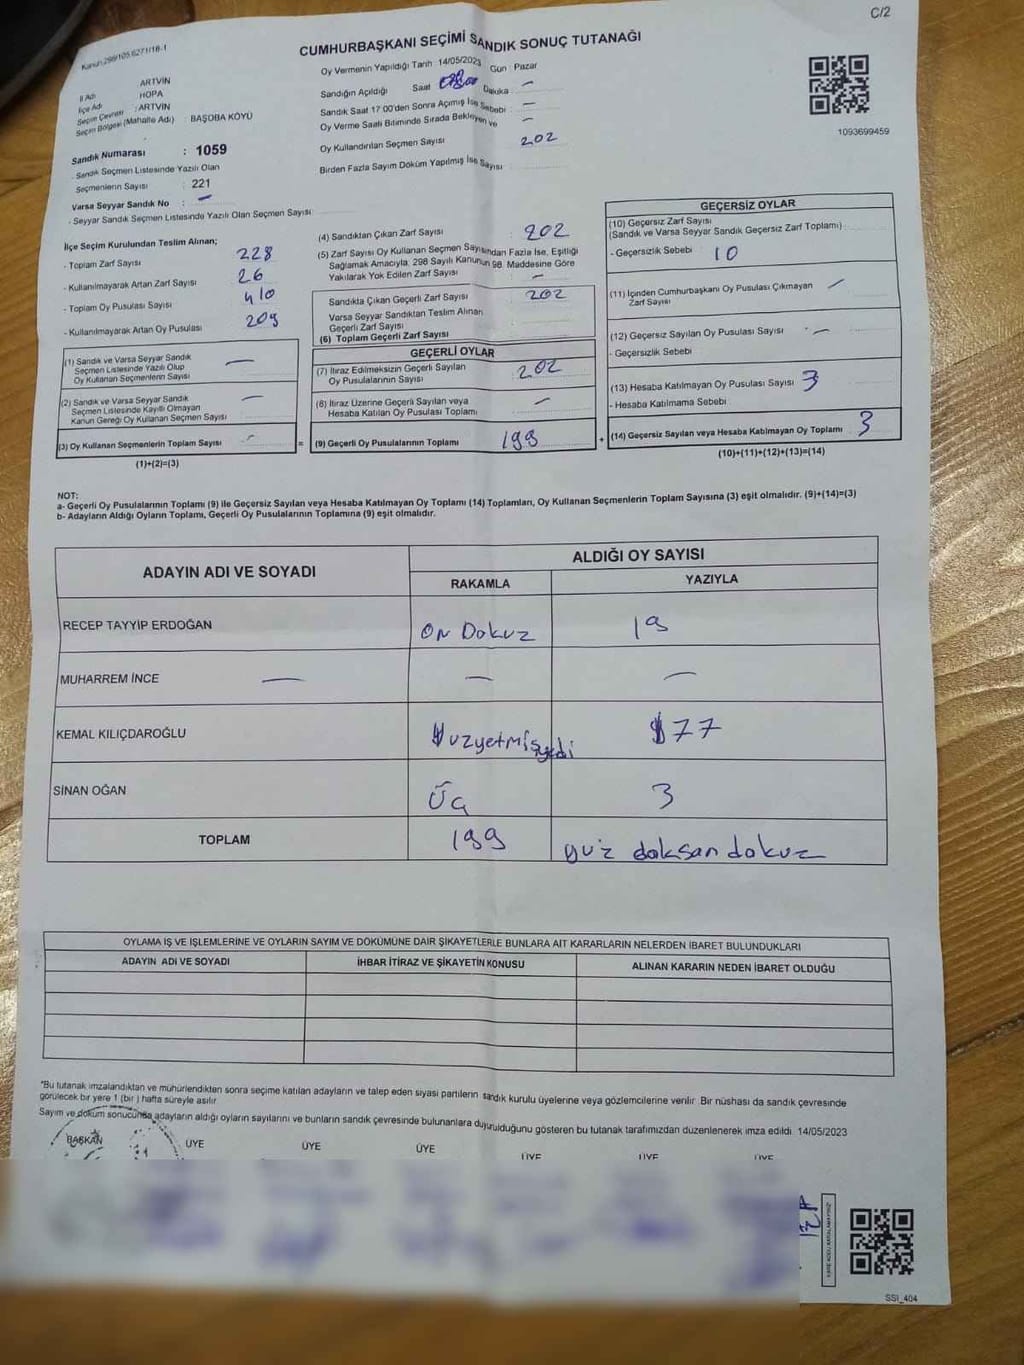 C/2
Kanun 298/105,6271/18-1
CUMHURBAŞKANI SEÇİMİ SANDIK SONUÇ TUTANAĞI
İl Adı : ARTVİN
İlçe Adı : HOPA
Seçim Çevresi : ARTVİN
Seçim Bölgesi (Mahalle Adı) : BAŞOBA KÖYÜ
Sandık Numarası : 1059
- Sandık Seçmen Listesinde Yazılı Olan
Seçmenlerin Sayısı : 221
Varsa Seyyar Sandık No : –
- Seyyar Sandık Seçmen Listesinde Yazılı Olan Seçmen Sayısı:
Oy Vermenin Yapıldığı Tarih 14/05/2023 Gün : Pazar
Sandığın Açıldığı Saat Dakika : –
Sandık Saat 17:00'den Sonra Açımış İse Sebebi : –
Oy Verme Saati Bitiminde Sırada Bekleyen ve –
Oy Kullandırılan Seçmen Sayısı : 202
Birden Fazla Sayım Döküm Yapılmış İse Sayısı
1093699459
İlçe Seçim Kurulundan Teslim Alınan;
- Toplam Zarf Sayısı 228
- Kullanılmayarak Artan Zarf Sayısı 26
- Toplam Oy Pusulası Sayısı 410
- Kullanılmayarak Artan Oy Pusulası 209
(1) Sandık ve Varsa Seyyar Sandık
Seçmen Listesinde Yazılı Olup
Oy Kullanan Seçmenlerin Sayısı –
(2) Sandık ve Varsa Seyyar Sandık
Seçmen Listesinde Kayıtlı Olmayan
Kanun Gereği Oy Kullanan Seçmen Sayısı –
(3) Oy Kullanan Seçmenlerin Toplam Sayısı –
(1)+(2)=(3)
(4) Sandıktan Çıkan Zarf Sayısı : 202
(5) Zarf Sayısı Oy Kullanan Seçmen Sayısından Fazla İse, Eşitliği
Sağlamak Amacıyla, 298 Sayılı Kanunun 98. Maddesine Göre
Yakılarak Yok Edilen Zarf Sayısı : –
Sandıkta Çıkan Geçerli Zarf Sayısı : 202
Varsa Seyyar Sandıktan Teslim Alınan
Geçerli Zarf Sayısı
(6) Toplam Geçerli Zarf Sayısı
GEÇERLİ OYLAR
(7) İtiraz Edilmeksizin Geçerli Sayılan
Oy Pusulalarının Sayısı : 202
(8) İtiraz Üzerine Geçerli Sayılan veya
Hesaba Katılan Oy Pusulası Toplamı –
= (9) Geçerli Oy Pusulalarının Toplamı 199
GEÇERSİZ OYLAR
(10) Geçersiz Zarf Sayısı
(Sandık ve Varsa Seyyar Sandık Geçersiz Zarf Toplamı) :
- Geçersizlik Sebebi : 10
(11) İçinden Cumhurbaşkanı Oy Pusulası Çıkmayan
Zarf Sayısı –
(12) Geçersiz Sayılan Oy Pusulası Sayısı : –
- Geçersizlik Sebebi
(13) Hesaba Katılmayan Oy Pusulası Sayısı : 3
- Hesaba Katılmama Sebebi
+ (14) Geçersiz Sayılan veya Hesaba Katılmayan Oy Toplamı 3
(10)+(11)+(12)+(13)=(14)
NOT:
a- Geçerli Oy Pusulalarının Toplamı (9) ile Geçersiz Sayılan veya Hesaba Katılmayan Oy Toplamı (14) Toplamları, Oy Kullanan Seçmenlerin Toplam Sayısına (3) eşit olmalıdır. (9)+(14)=(3)
b- Adayların Aldığı Oyların Toplamı, Geçerli Oy Pusulalarının Toplamına (9) eşit olmalıdır.
ADAYIN ADI VE SOYADI ALDIĞI OY SAYISI
RAKAMLA YAZIYLA
RECEP TAYYİP ERDOĞAN On Dokuz 19
MUHARREM İNCE – – –
KEMAL KILIÇDAROĞLU Yuzyetmişyedi 177
SİNAN OĞAN Üç 3
TOPLAM 199 yuz doksan dokuz
OYLAMA İŞ VE İŞLEMLERİNE VE OYLARIN SAYIM VE DÖKÜMÜNE DAİR ŞİKAYETLERLE BUNLARA AİT KARARLARIN NELERDEN İBARET BULUNDUKLARI
ADAYIN ADI VE SOYADI İHBAR İTİRAZ VE ŞİKAYETİN KONUSU ALINAN KARARIN NEDEN İBARET OLDUĞU
*Bu tutanak imzalandıktan ve mühürlendikten sonra seçime katılan adayların ve talep eden siyasi partilerin sandık kurulu üyelerine veya gözlemcilerine verilir. Bir nüshası da sandık çevresinde
görülecek bir yere 1 (bir) hafta süreyle asılır.
Sayım ve döküm sonucunda adayların aldığı oyların sayılarını ve bunların sandık çevresinde bulunanlara duyurulduğunu gösteren bu tutanak tarafımızdan düzenlenerek imza edildi. 14/05/2023
BAŞKAN ÜYE ÜYE ÜYE ÜYE ÜYE ÜYE
SSI_404